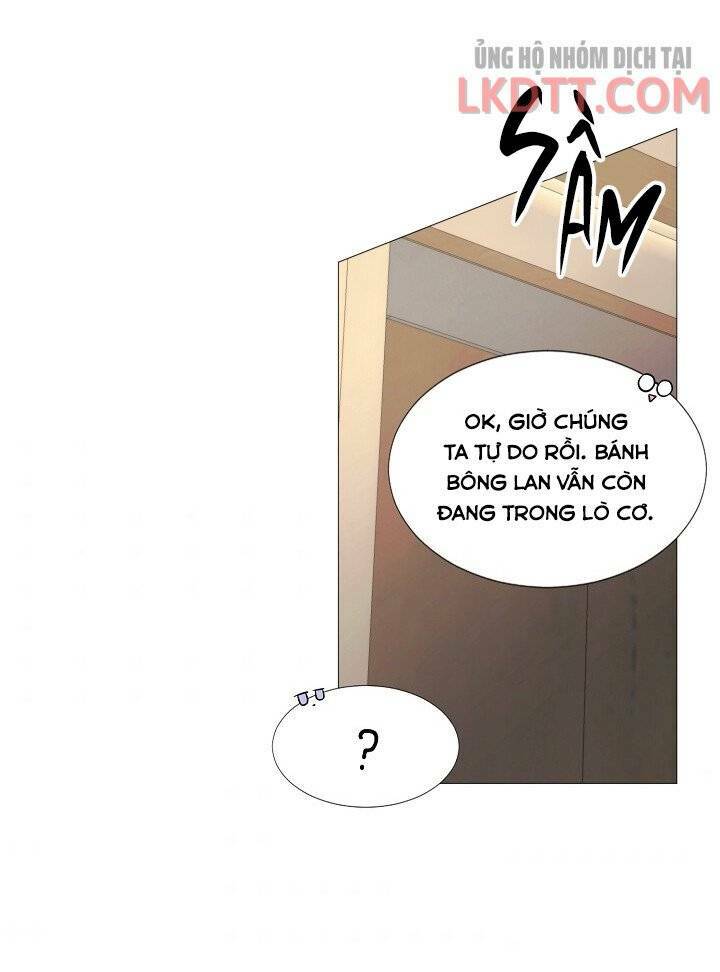 ỦNG HỘ NHÓM DỊCH TẠI
LKDTT.COM
SẦM
OK, GIỜ CHÚNG
TA TỰ DO RỒI. BÁNH
BÔNG LAN VẪN CÒN
ĐANG TRONG LÒ CƠ.
?